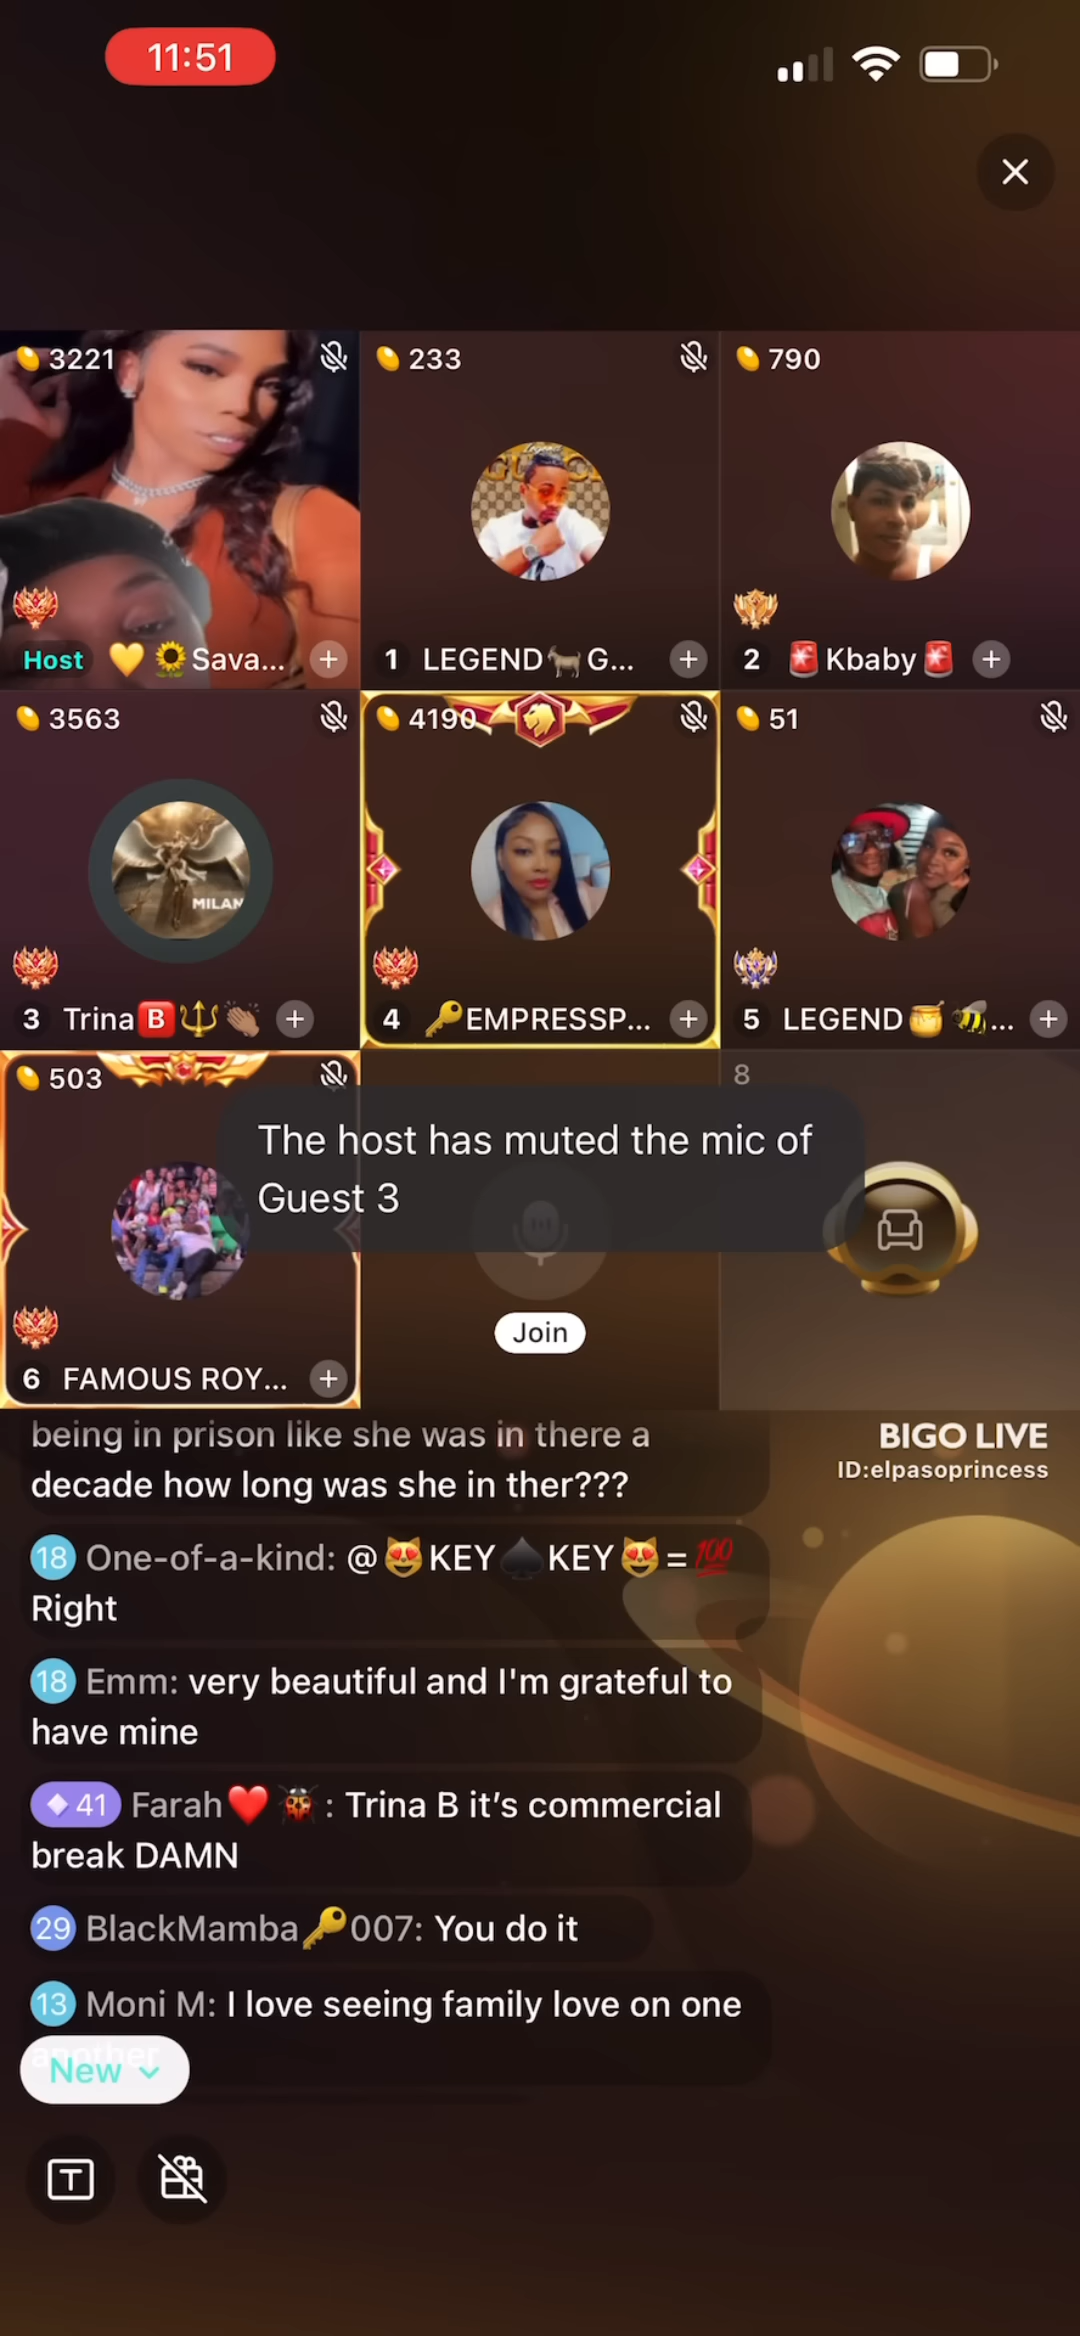 11:51
3221
233
790
Host 💛🌻Sava...
1 LEGEND🐐G...
2 🚨Kbaby🚨
3563
4190
51
MILAN
3 Trina🅱️🔱👏🏽
4 🔑EMPRESSP...
5 LEGEND🍯🐝...
503
8
The host has muted the mic of
Guest 3
Join
6 FAMOUS ROY...
BIGO LIVE
ID:elpasoprincess
being in prison like she was in there a
decade how long was she in ther???
18 One-of-a-kind: @😻KEY♠️KEY😻=💯
Right
18 Emm: very beautiful and I'm grateful to
have mine
41 Farah❤️🐞: Trina B it’s commercial
break DAMN
29 BlackMamba🔑007: You do it
13 Moni M: I love seeing family love on one
another
New
T